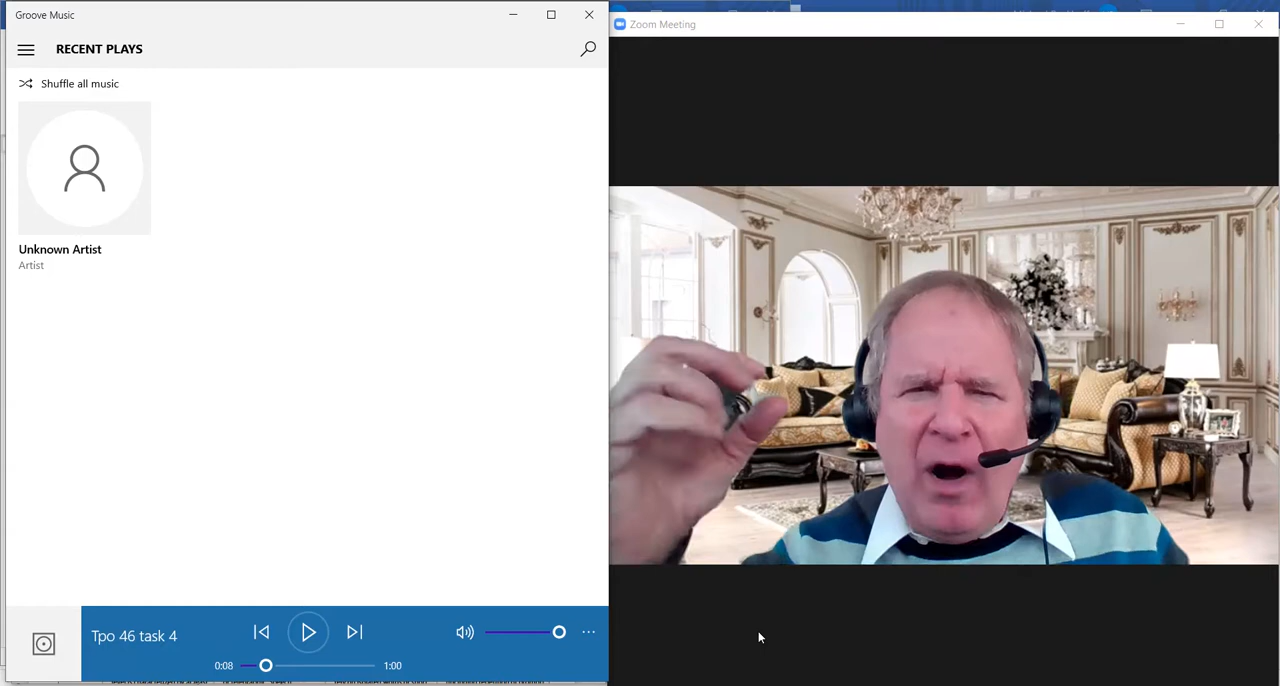 Groove Music
RECENT PLAYS
Shuffle all music
Unknown Artist
Artist
Tpo 46 task 4
0:08
1:00
Zoom Meeting